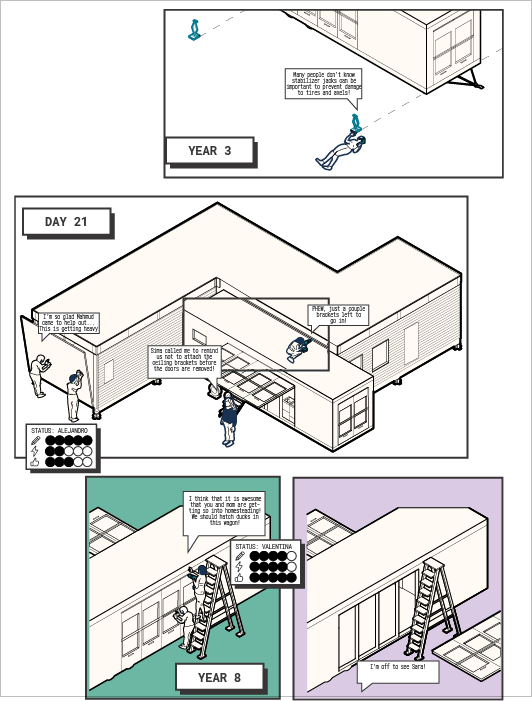 Many people don't know
stabilizer jacks can be
important to prevent damage
to tires and axels!
YEAR 3
DAY 21
I'm so glad Mahmud
came to help out...
This is getting heavy
PHEW, just a couple
brackets left to
go in!
Sims called me to remind
us not to attach the
ceiling brackets before
the doors are removed!
STATUS: ALEJANDRO
I think that it is awesome
that you and mom are get-
ting so into homesteading!
We should hatch ducks in
this wagon!
STATUS: VALENTINA
YEAR 8
I'm off to see Sara!